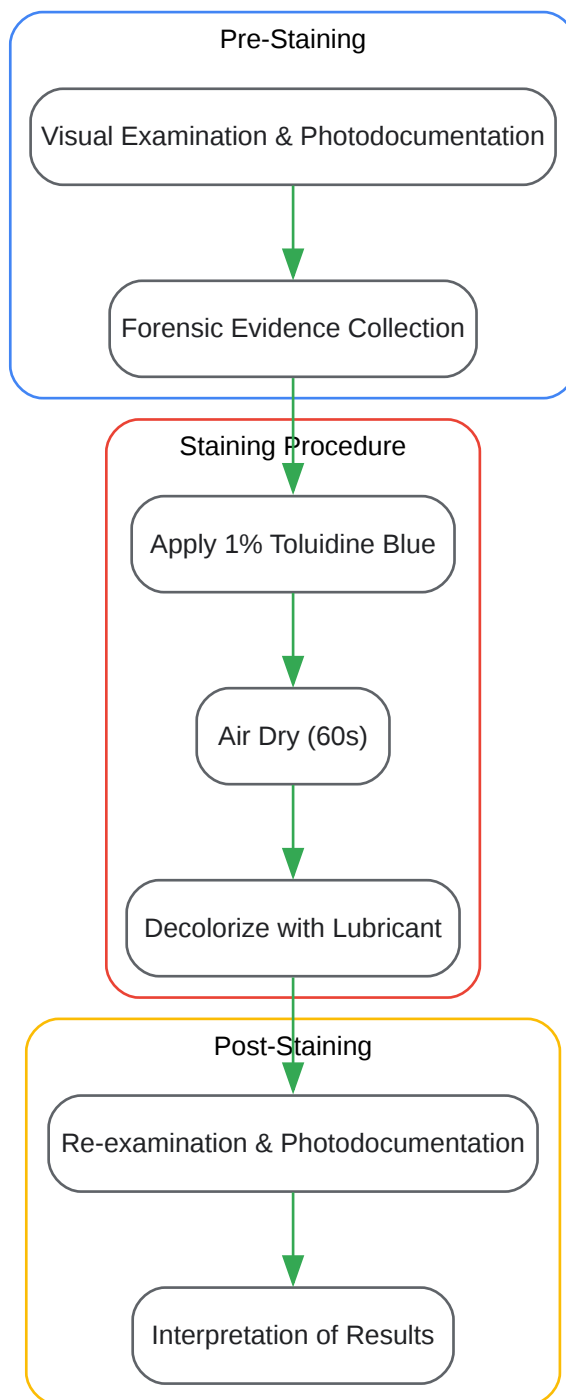 Pre-Staining
Visual Examination & Photodocumentation
Forensic Evidence Collection
Staining Procedure
Apply 1% Toluidine Blue
Air Dry (60s)
Decolorize with Lubricant
Post-Staining
Re-examination & Photodocumentation
Interpretation of Results